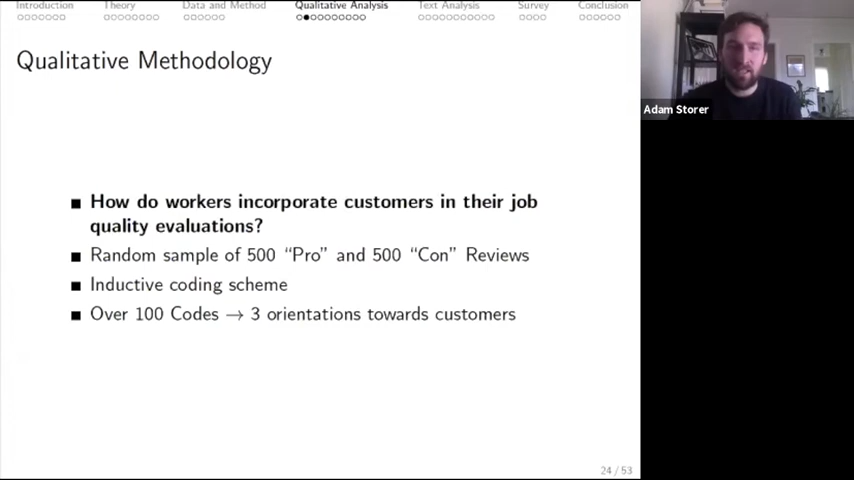 Introduction Theory Data and Method Qualitative Analysis Text Analysis Survey Conclusion
Qualitative Methodology
Adam Storer
How do workers incorporate customers in their job
quality evaluations?
Random sample of 500 “Pro” and 500 “Con” Reviews
Inductive coding scheme
Over 100 Codes → 3 orientations towards customers
24 / 53